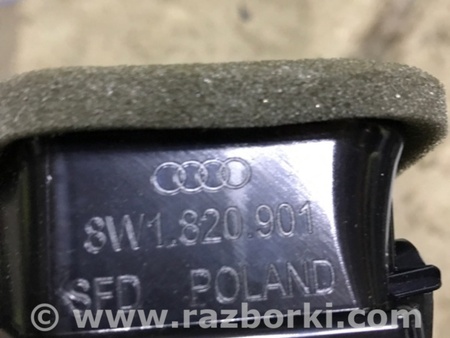 8W1.820.901
SFD POLAND
© www.razborki.com